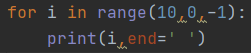 for i in range(10,0,-1):
    print(i,end=' ')